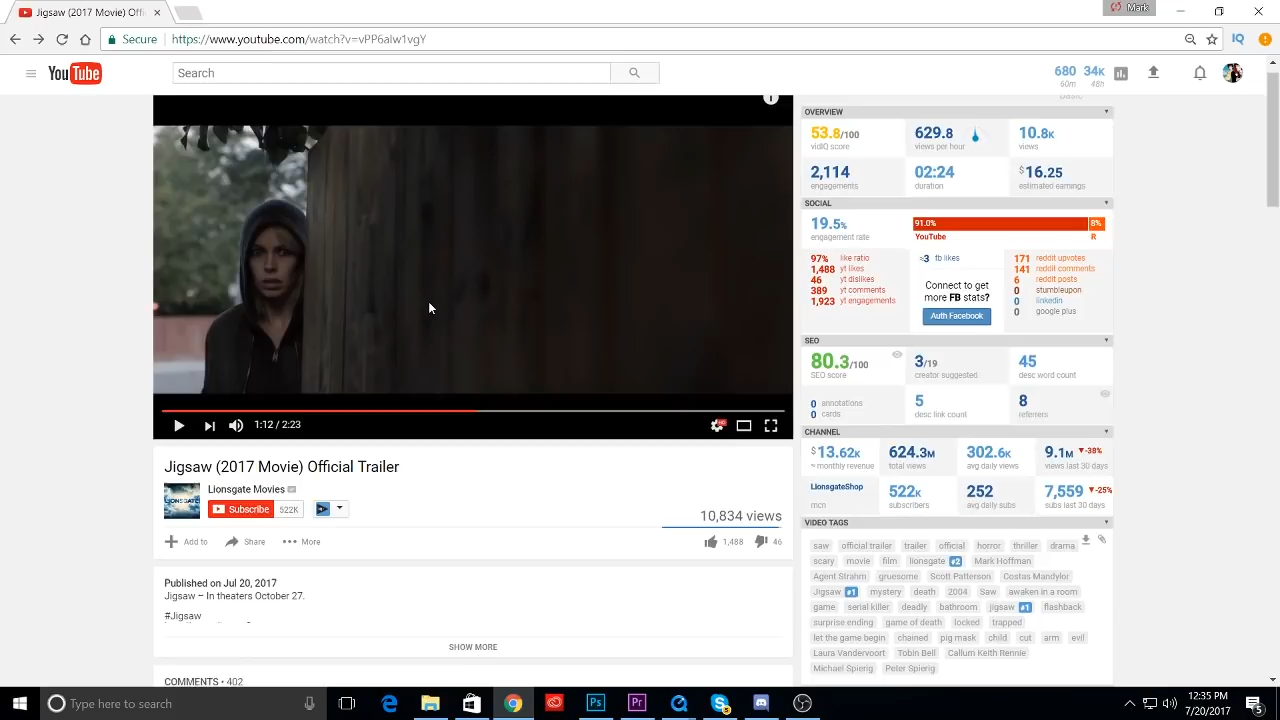 Jigsaw (2017 Movie) Offi
Mark
Secure
https://www.youtube.com/watch?v=vPP6aIw1vgY
IQ
YouTube
Search
680 34K
60m 48h
OVERVIEW
53.8/100 629.8 10.8K
vidIQ score views per hour views
2,114 02:24 $16.25
engagements duration estimated earnings
SOCIAL
19.5% 91.0% 8%
engagement rate YouTube R
97% like ratio
1,488 yt likes
46 yt dislikes
389 yt comments
1,923 yt engagements
≈3 fb likes
Connect to get
more FB stats?
Auth Facebook
171 reddit upvotes
141 reddit comments
6 reddit posts
0 stumbleupon
0 linkedin
0 google plus
SEO
80.3/100 3/19 45
SEO score creator suggested desc word count
0 annotations
0 cards
5 8
desc link count referrers
CHANNEL
$13.62K 624.3M 302.6K 9.1M ▼-38%
≈ monthly revenue total views avg daily views views last 30 days
LionsgateShop 522K 252 7,559 ▼-25%
mcn subscribers avg daily subs subs last 30 days
VIDEO TAGS
saw official trailer trailer official horror thriller drama
scary movie film lionsgate #2 Mark Hoffman
Agent Strahm gruesome Scott Patterson Costas Mandylor
Jigsaw #1 mystery death 2004 Saw awaken in a room
game serial killer deadly bathroom jigsaw #1 flashback
surprise ending game of death locked trapped
let the game begin chained pig mask child cut arm evil
Laura Vandervoort Tobin Bell Callum Keith Rennie
Michael Spierig Peter Spierig
1:12 / 2:23
HD
Jigsaw (2017 Movie) Official Trailer
LIONSGATE
Lionsgate Movies
Subscribe 522K
10,834 views
Add to Share More 1,488 46
Published on Jul 20, 2017
Jigsaw – In theaters October 27.
#Jigsaw
SHOW MORE
COMMENTS • 402
Type here to search
Ps
Pr
12:35 PM
7/20/2017
5